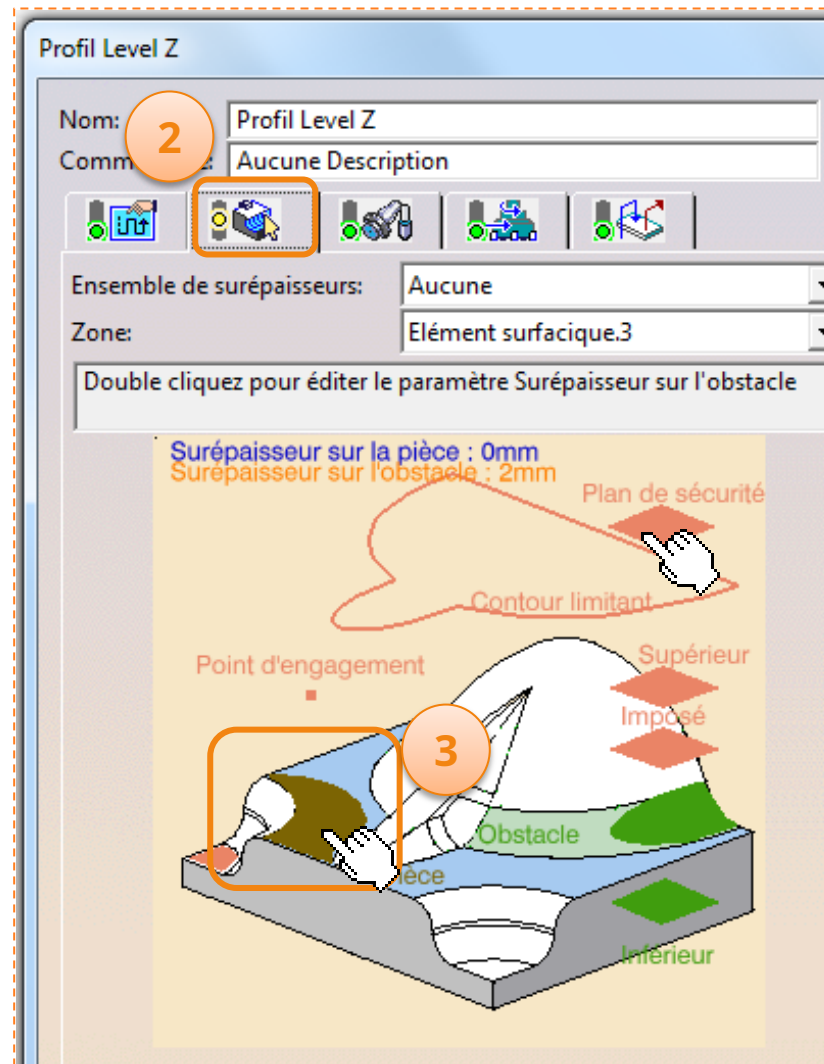 Profil Level Z
Nom: Profil Level Z
2
Comm : Aucune Description
Ensemble de surépaisseurs: Aucune
Zone: Elément surfacique.3
Double cliquez pour éditer le paramètre Surépaisseur sur l'obstacle
Surépaisseur sur la pièce : 0mm
Surépaisseur sur l'obstacle : 2mm
Plan de sécurité
Contour limitant
Point d'engagement
Supérieur
Imposé
3
Obstacle
ièce
Inférieur